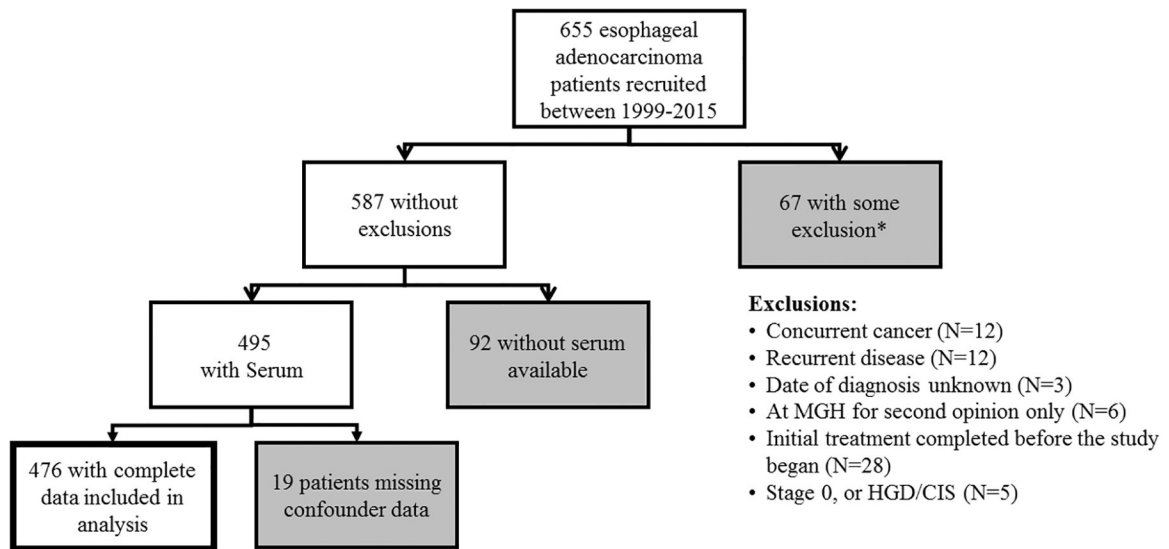 655 esophageal
adenocarcinoma
patients recruited
between 1999-2015
587 without
exclusions
67 with some
exclusion*
495
with Serum
92 without serum
available
476 with complete
data included in
analysis
19 patients missing
confounder data
Exclusions:
• Concurrent cancer (N=12)
• Recurrent disease (N=12)
• Date of diagnosis unknown (N=3)
• At MGH for second opinion only (N=6)
• Initial treatment completed before the study
began (N=28)
• Stage 0, or HGD/CIS (N=5)